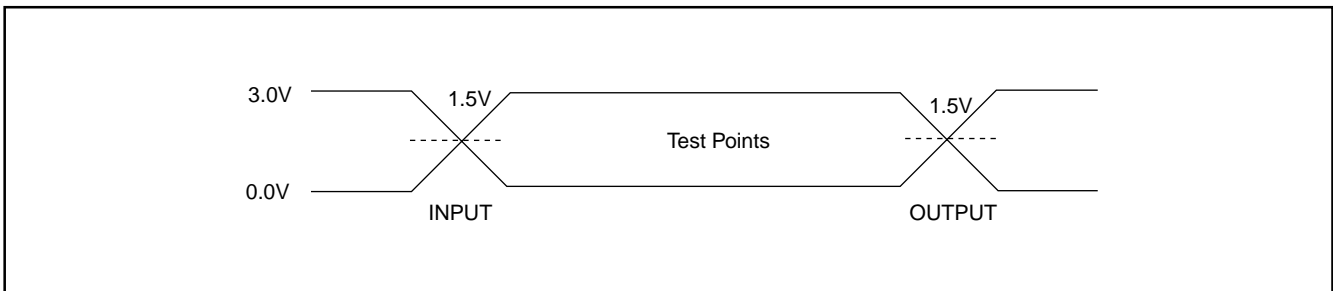 3.0V
1.5V
1.5V
Test Points
0.0V
INPUT
OUTPUT